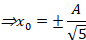 ⇒x₀ = ± A/√5